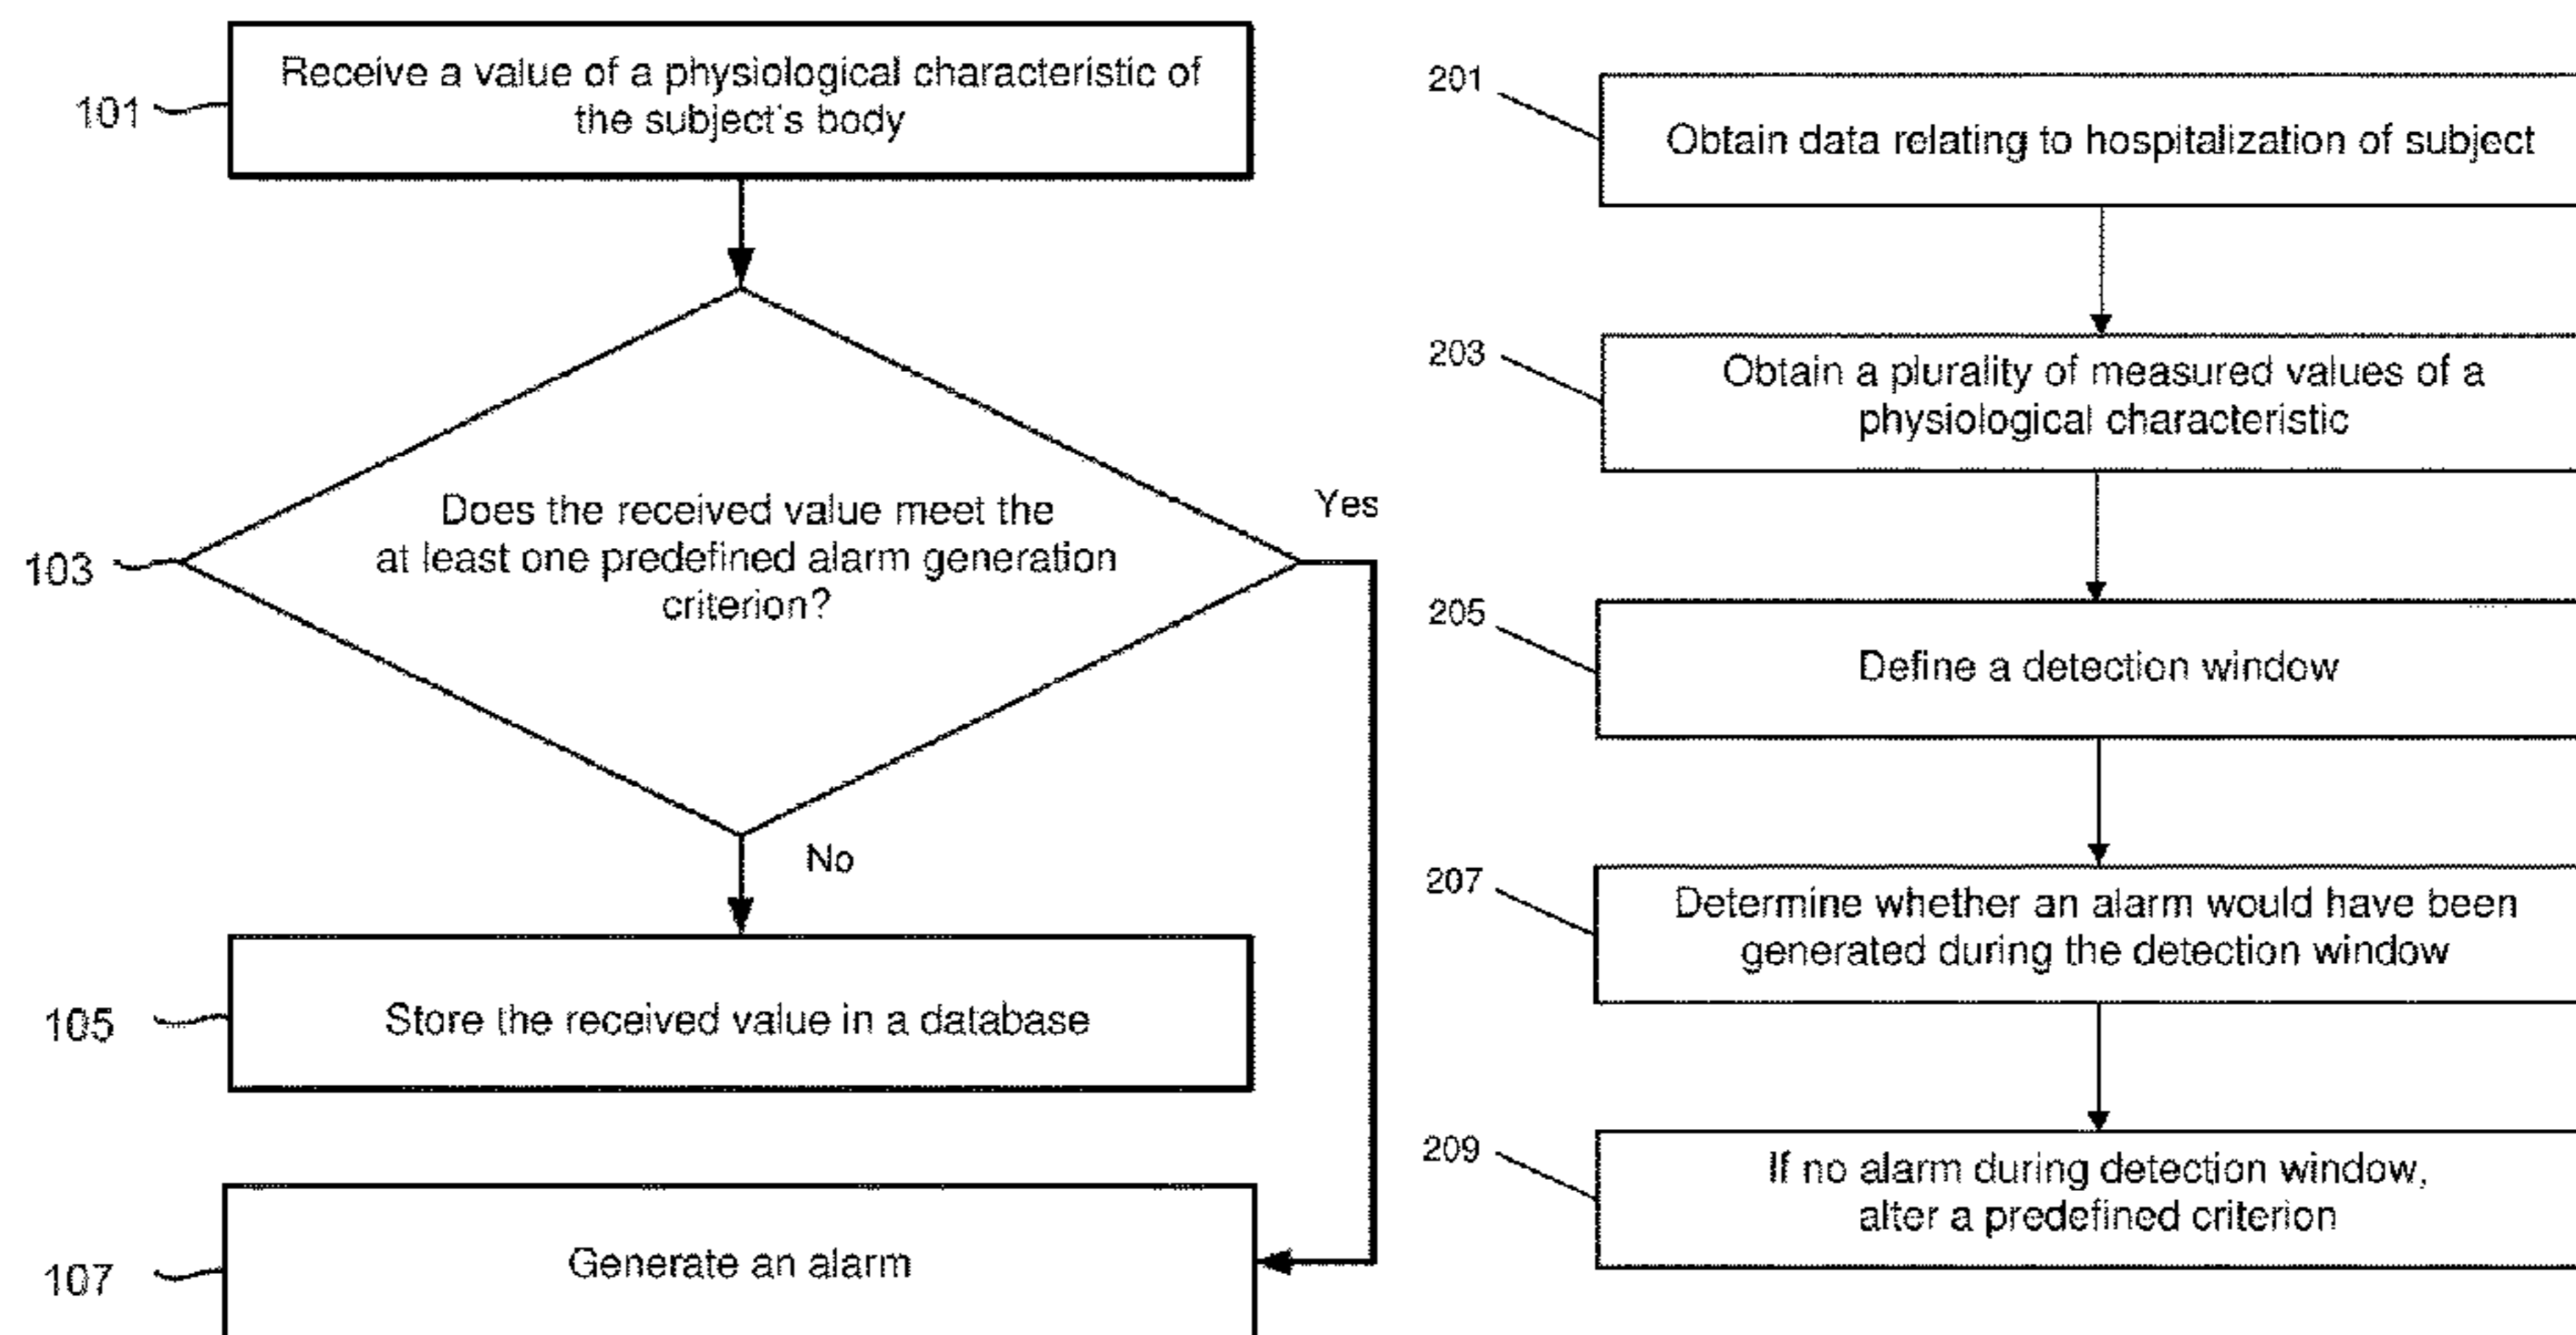 101
Receive a value of a physiological characteristic of
the subject's body
103
Does the received value meet the
at least one predefined alarm generation
criterion?
Yes
No
105
Store the received value in a database
107
Generate an alarm
201
Obtain data relating to hospitalization of subject
203
Obtain a plurality of measured values of a
physiological characteristic
205
Define a detection window
207
Determine whether an alarm would have been
generated during the detection window
209
If no alarm during detection window,
alter a predefined criterion